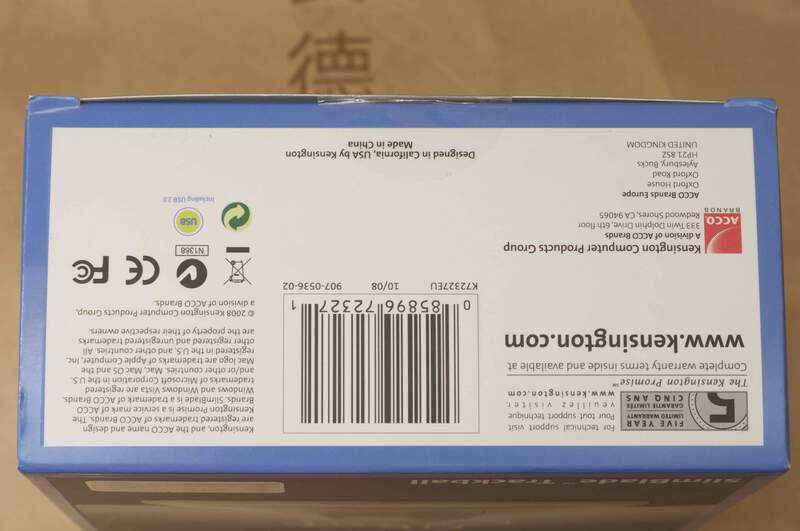 SlimBlade™ Trackball
5
FIVE YEAR
LIMITED WARRANTY
GARANTIE LIMITÉE
CINQ ANS
For technical support visit
Pour tout support technique
veuillez visitez
www.kensington.com
The Kensington Promise℠
Complete warranty terms inside and available at
www.kensington.com
ACCO
BRANDS
Kensington Computer Products Group
A division of ACCO Brands
333 Twin Dolphin Drive, 6th floor
Redwood Shores, CA 94065
ACCO Brands Europe
Oxford House
Oxford Road
Aylesbury, Bucks
HP21 8SZ
UNITED KINGDOM
0 85896 72327 1
K72327EU 10/08 907-0536-02
Designed in California, USA by Kensington
Made in China
Kensington, and the ACCO name and design
are registered trademarks of ACCO Brands. The
Kensington Promise is a service mark of ACCO
Brands. SlimBlade is a trademark of ACCO Brands.
Windows and Windows Vista are registered
trademarks of Microsoft Corporation in the U.S.
and/or other countries. Mac, Mac OS and the
Mac logo are trademarks of Apple Computer, Inc.
registered in the U.S. and other countries. All
other registered and unregistered trademarks
are the property of their respective owners.
© 2008 Kensington Computer Products Group,
a division of ACCO Brands.
FC CE
N1368
USB
Including USB 2.0
德